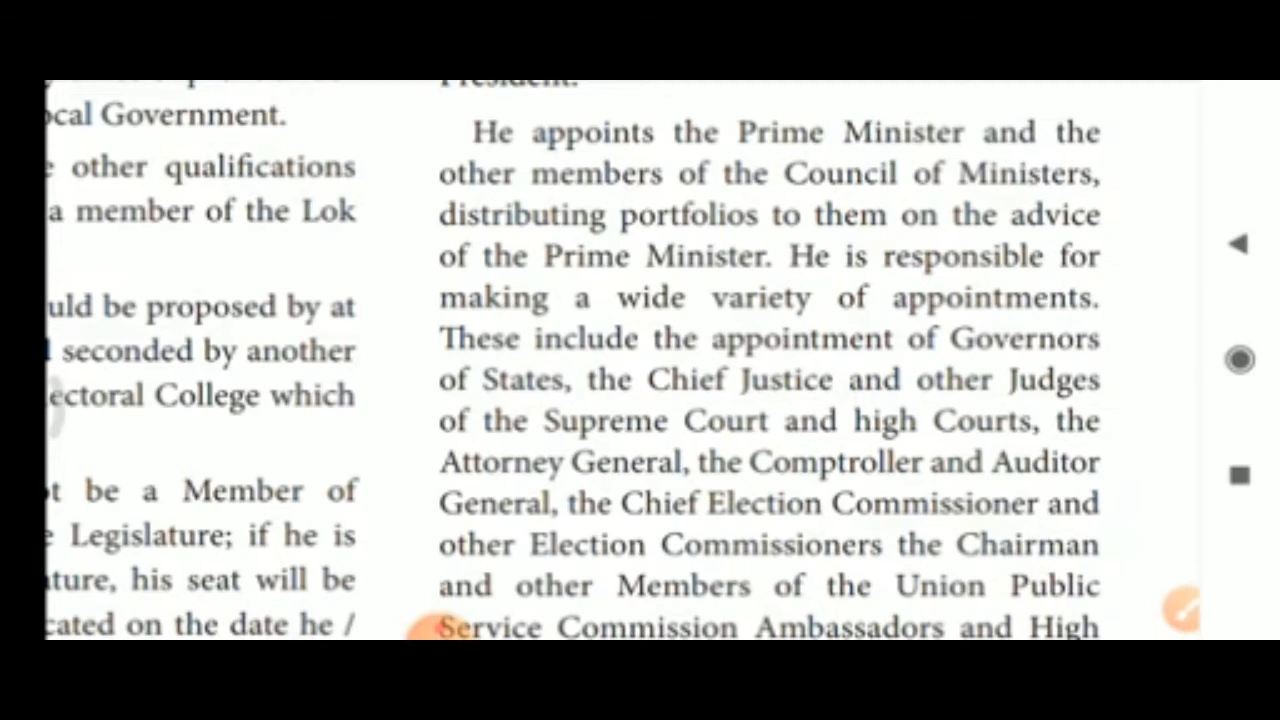 ocal Government.
other qualifications
a member of the Lok
uld be proposed by at
seconded by another
ectoral College which
t be a Member of
Legislature; if he is
ture, his seat will be
cated on the date he /
President.
He appoints the Prime Minister and the
other members of the Council of Ministers,
distributing portfolios to them on the advice
of the Prime Minister. He is responsible for
making a wide variety of appointments.
These include the appointment of Governors
of States, the Chief Justice and other Judges
of the Supreme Court and high Courts, the
Attorney General, the Comptroller and Auditor
General, the Chief Election Commissioner and
other Election Commissioners the Chairman
and other Members of the Union Public
Service Commission Ambassadors and High